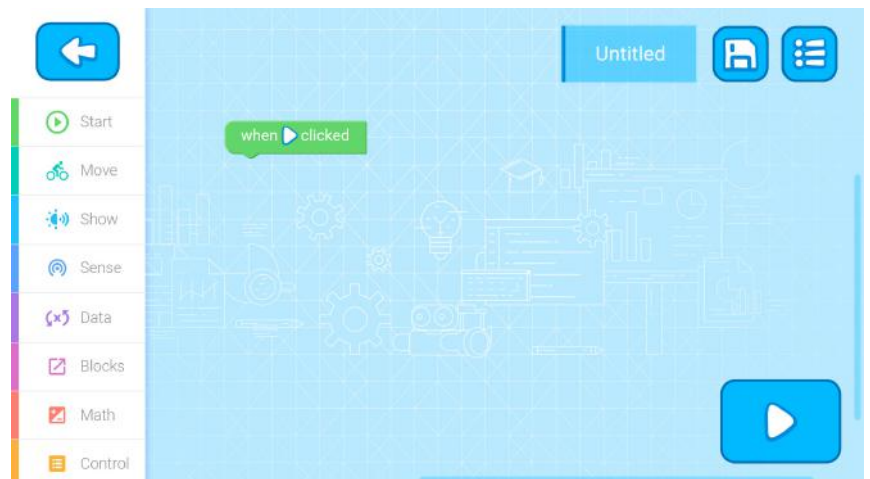 Untitled
Start
when clicked
Move
Show
Sense
Data
Blocks
Math
Control